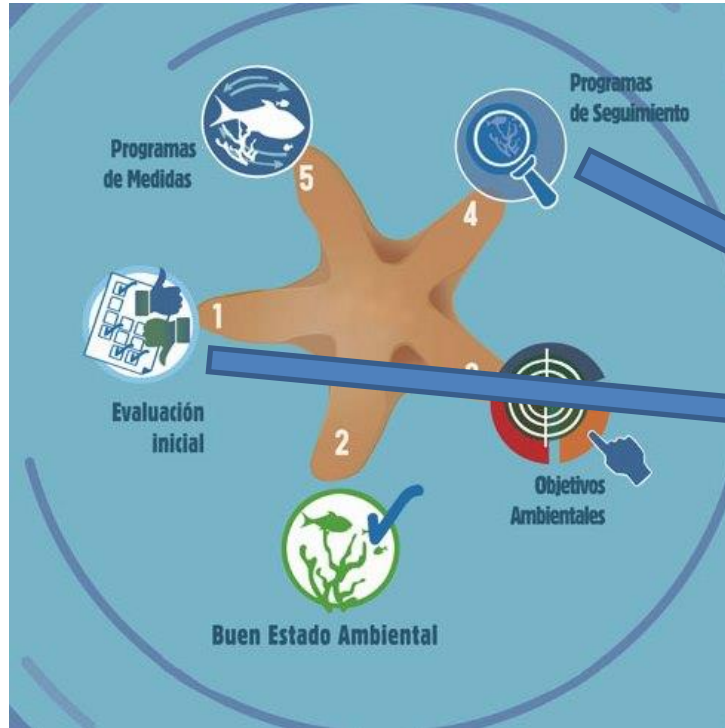 Programas
de Seguimiento
Programas
de Medidas
5
4
1
Evaluación
inicial
2
Objetivos
Ambientales
Buen Estado Ambiental